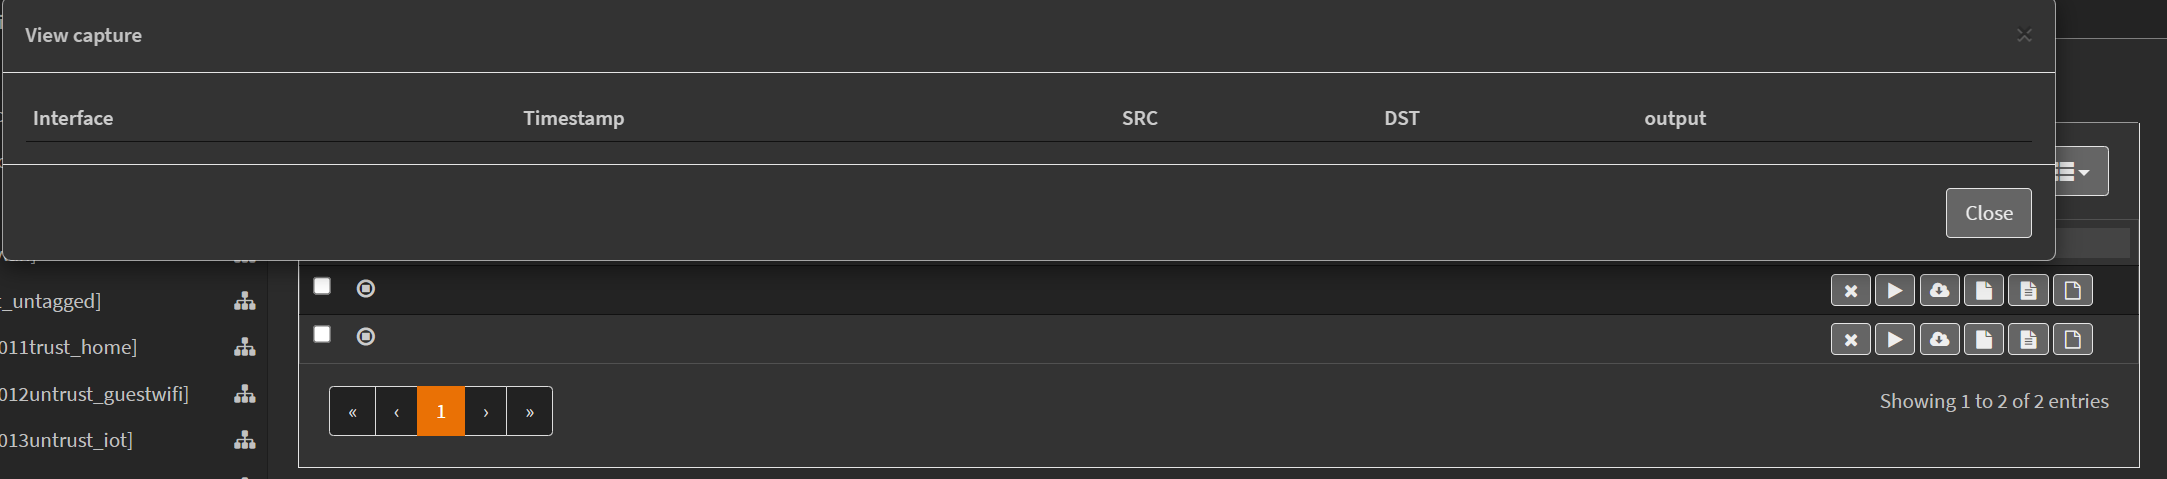 View capture
×
Interface Timestamp SRC DST output
Close
t_untagged]
011trust_home]
012untrust_guestwifi]
013untrust_iot]
« ‹ 1 › »
Showing 1 to 2 of 2 entries